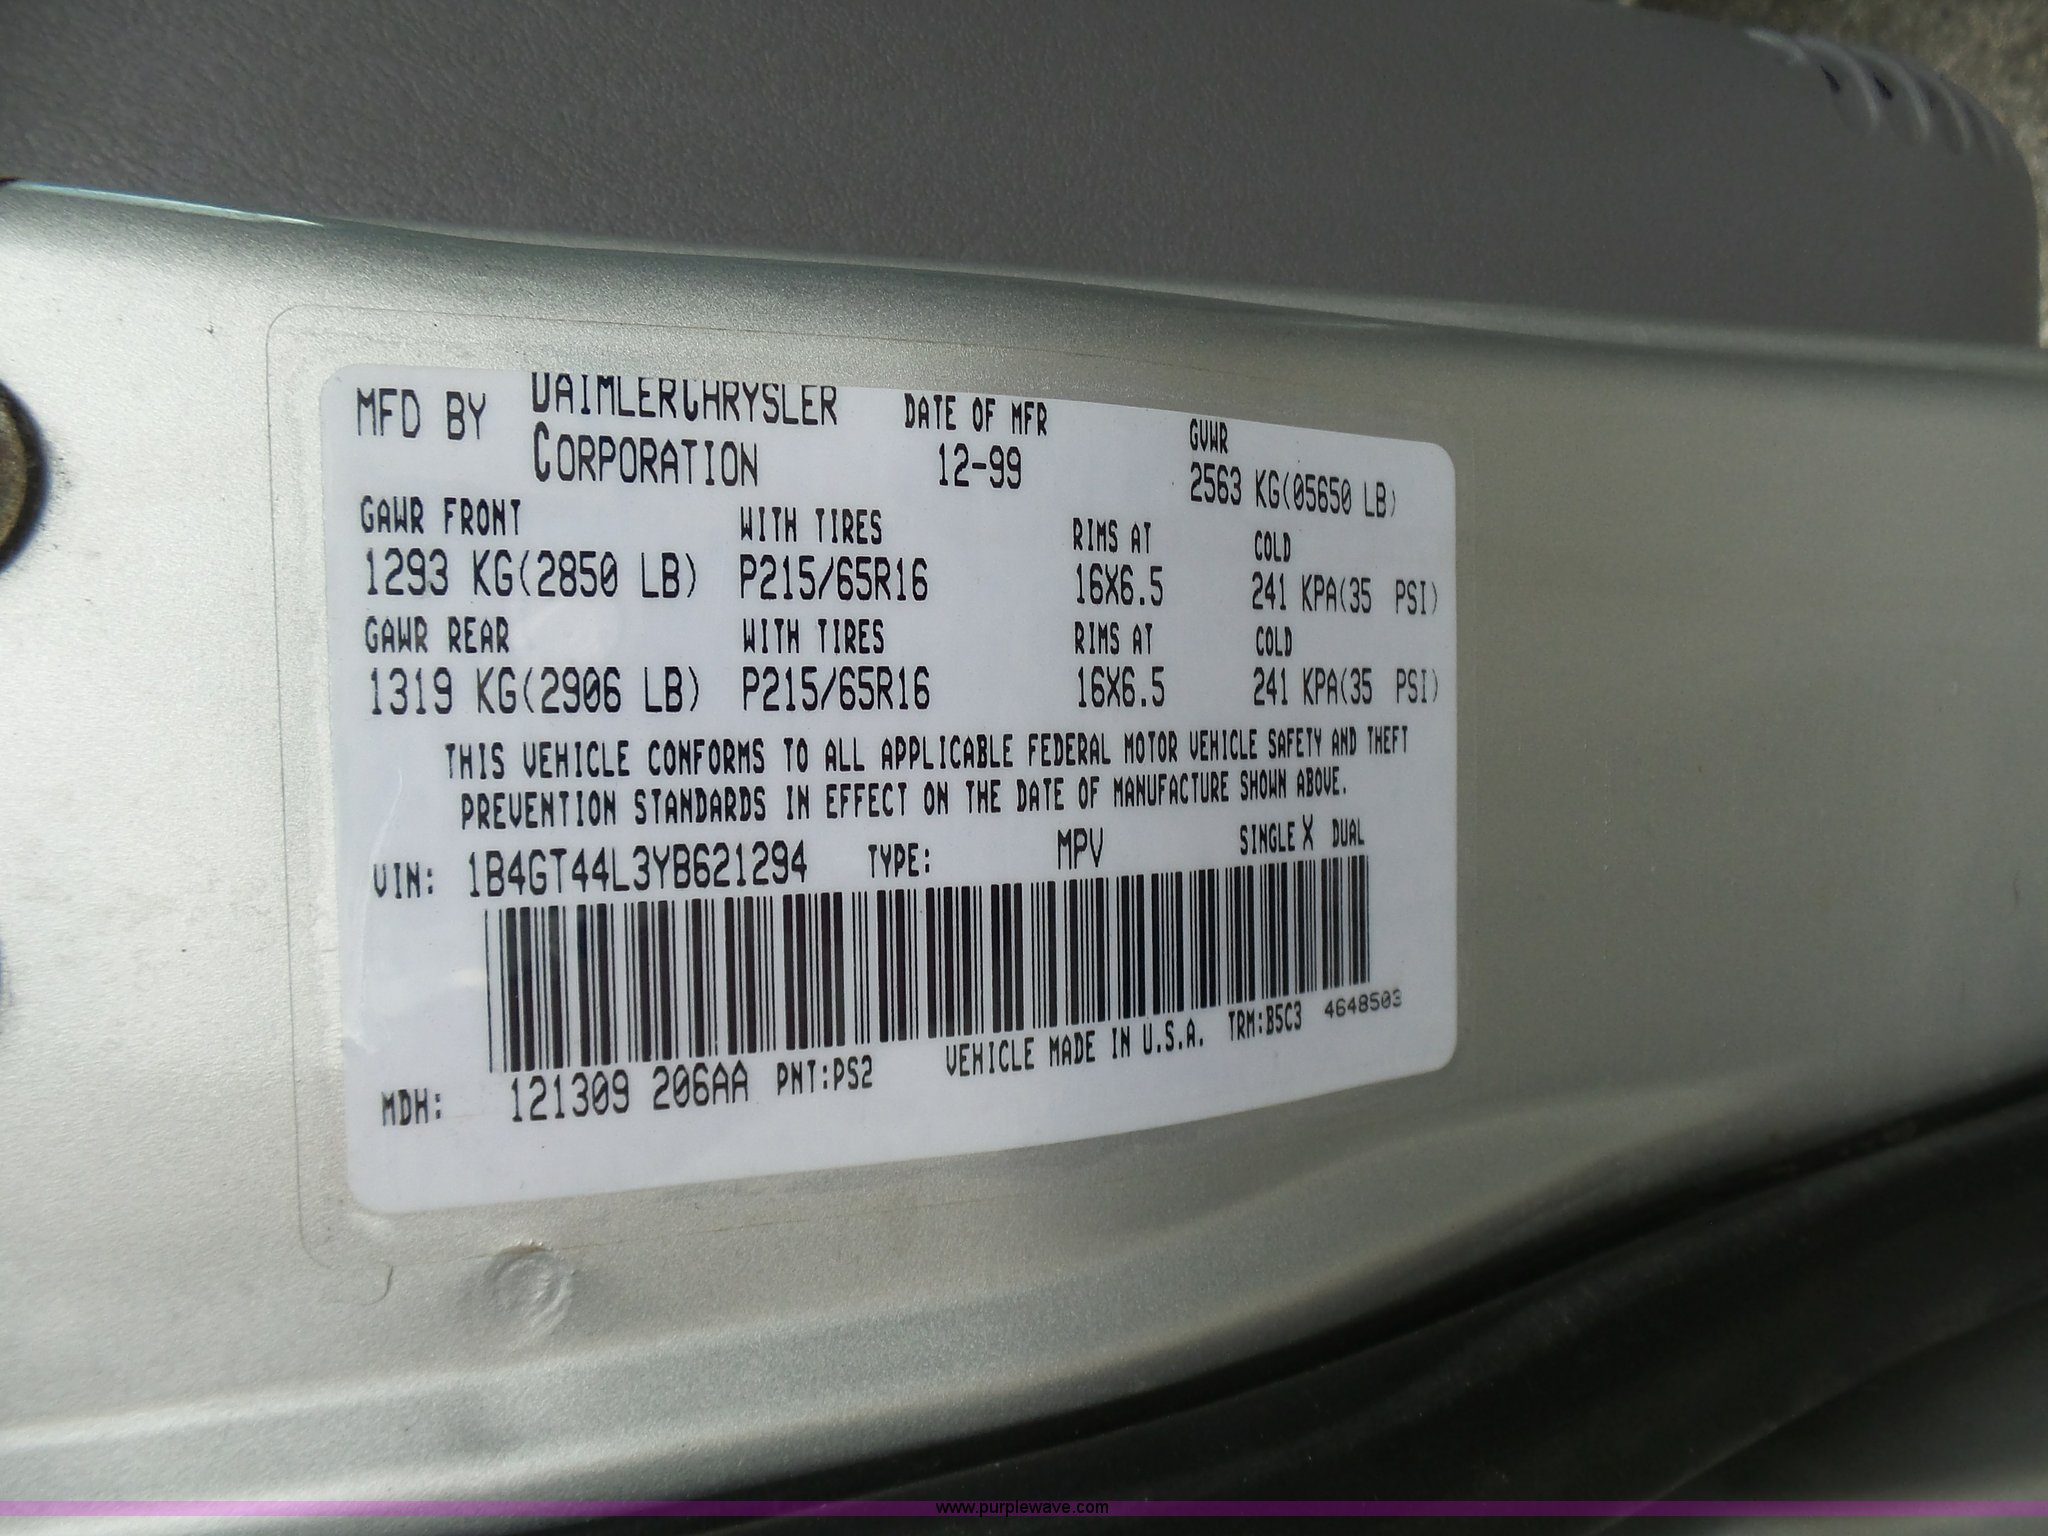 MFD BY DAIMLERCHRYSLER CORPORATION DATE OF MFR 12-99 GVWR 2563 KG(05650 LB)
GAWR FRONT WITH TIRES RIMS AT COLD
1293 KG(2850 LB) P215/65R16 16X6.5 241 KPA(35 PSI)
GAWR REAR WITH TIRES RIMS AT COLD
1319 KG(2906 LB) P215/65R16 16X6.5 241 KPA(35 PSI)
THIS VEHICLE CONFORMS TO ALL APPLICABLE FEDERAL MOTOR VEHICLE SAFETY AND THEFT
PREVENTION STANDARDS IN EFFECT ON THE DATE OF MANUFACTURE SHOWN ABOVE.
VIN: 1B4GT44L3YB621294 TYPE: MPV SINGLE X DUAL
MDH: 121309 206AA PNT:PS2 VEHICLE MADE IN U.S.A. TRM:B5C3 4648503
www.purplewave.com